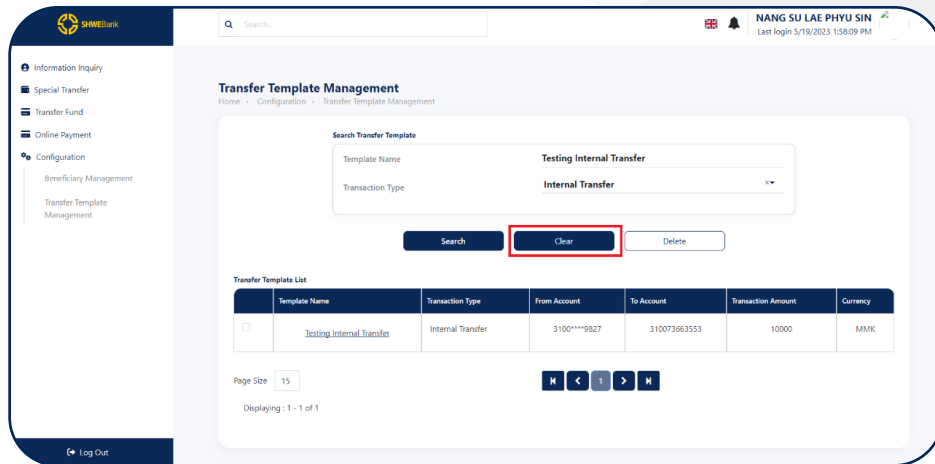 SHWEBank
Search...
NANG SU LAE PHYU SIN
Last login 5/19/2023 1:58:09 PM
Information Inquiry
Special Transfer
Transfer Fund
Online Payment
Configuration
Beneficiary Management
Transfer Template
Management
Log Out
Transfer Template Management
Home › Configuration › Transfer Template Management
Search Transfer Template
Template Name Testing Internal Transfer
Transaction Type Internal Transfer ×
Search Clear Delete
Transfer Template List
Template Name Transaction Type From Account To Account Transaction Amount Currency
Testing Internal Transfer Internal Transfer 3100****9827 310073663553 10000 MMK
Page Size 15
1
Displaying : 1 - 1 of 1